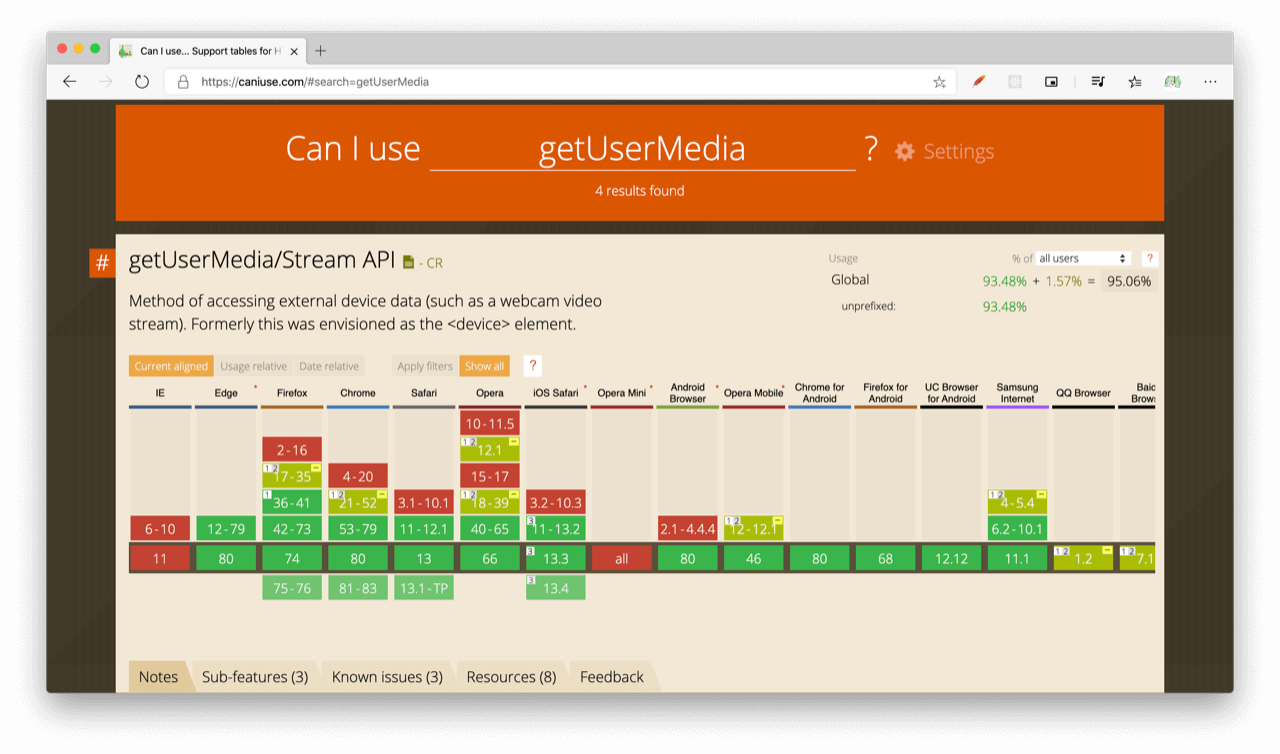 Can I use... Support tables for H
https://caniuse.com/#search=getUserMedia
Can I use getUserMedia ? Settings
4 results found
#
getUserMedia/Stream API - CR
Usage % of all users ?
Global 93.48% + 1.57% = 95.06%
unprefixed: 93.48%
Method of accessing external device data (such as a webcam video
stream). Formerly this was envisioned as the <device> element.
Current aligned Usage relative Date relative Apply filters Show all ?
IE Edge * Firefox Chrome Safari Opera iOS Safari * Opera Mini * Android Browser * Opera Mobile * Chrome for Android Firefox for Android UC Browser for Android Samsung Internet QQ Browser Baid Brows
10-11.5
2-16 1 2 12.1
1 2 17-35 4-20 15-17
1 36-41 1 2 21-52 3.1-10.1 1 2 18-39 3.2-10.3 1 2 4-5.4
6-10 12-79 42-73 53-79 11-12.1 40-65 3 11-13.2 2.1-4.4.4 1 2 12-12.1 6.2-10.1
11 80 74 80 13 66 3 13.3 all 80 46 80 68 12.12 11.1 1 2 1.2 1 2 7.1
75-76 81-83 13.1-TP 3 13.4
Notes Sub-features (3) Known issues (3) Resources (8) Feedback